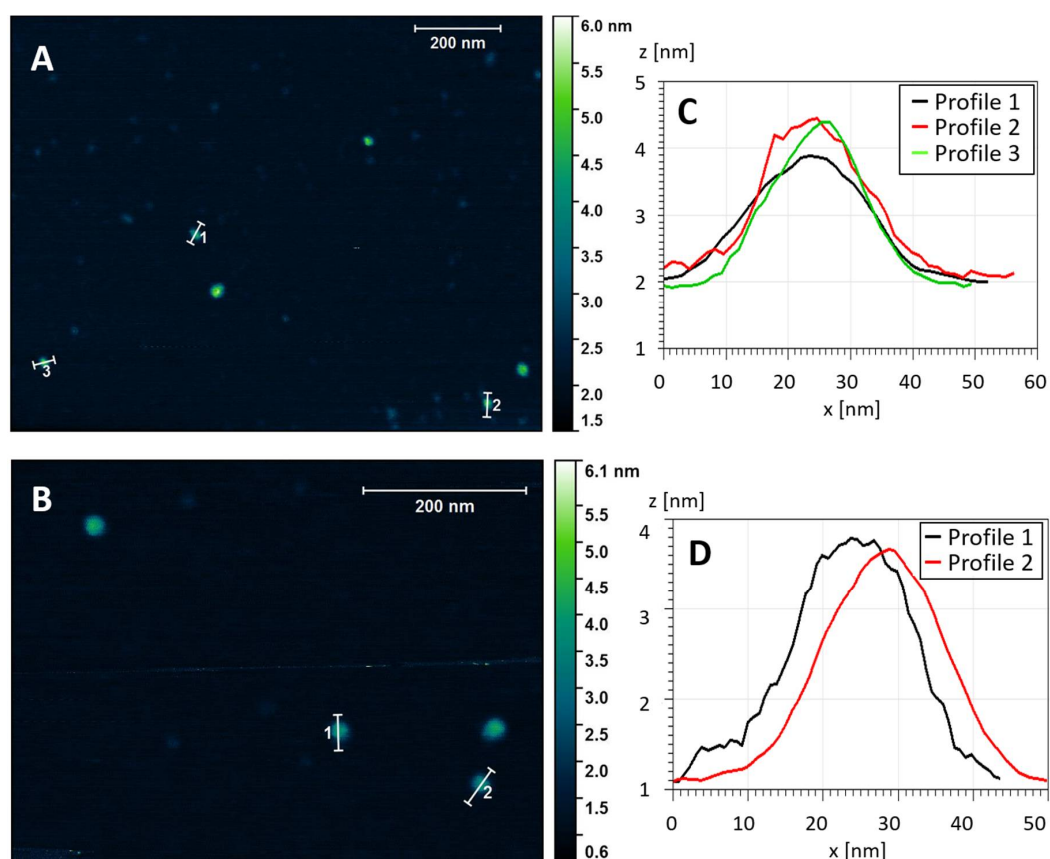 A
200 nm
1
3
2
6.0 nm
5.5
5.0
4.5
4.0
3.5
3.0
2.5
2.0
1.5
z [nm]
C
Profile 1
Profile 2
Profile 3
5
4
3
2
1
0 10 20 30 40 50 60
x [nm]
B
200 nm
1
2
6.1 nm
5.5
5.0
4.5
4.0
3.5
3.0
2.5
2.0
1.5
0.6
z [nm]
D
Profile 1
Profile 2
4
3
2
1
0 10 20 30 40 50
x [nm]